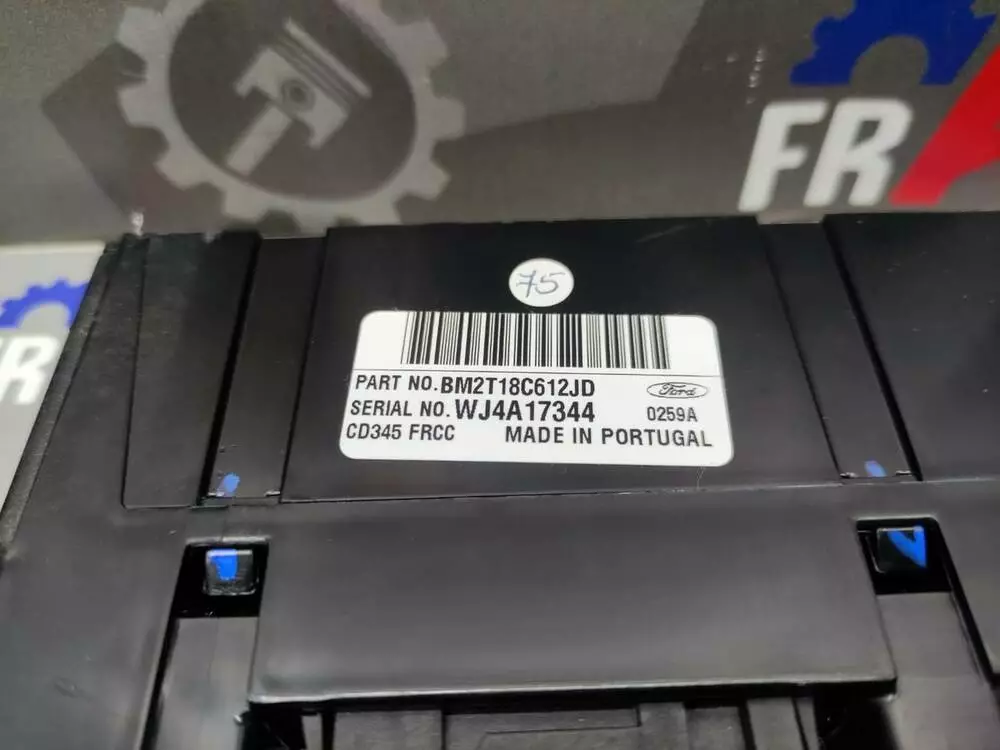 FR
R
75
PART NO. BM2T18C612JD
Ford
SERIAL NO. WJ4A17344 0259A
CD345 FRCC MADE IN PORTUGAL